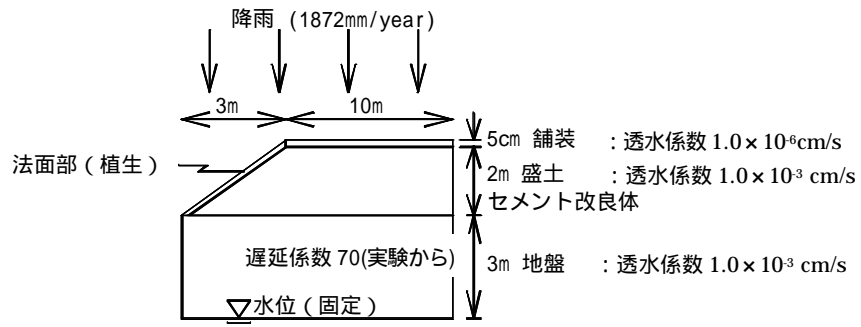 降雨 (1872mm/year)
3m 10m
5cm 舗装 ：透水係数 1.0×10-6cm/s
法面部（植生）
2m 盛土 ：透水係数 1.0×10-3 cm/s
セメント改良体
遅延係数 70(実験から)
3m 地盤 ：透水係数 1.0×10-3 cm/s
水位（固定）